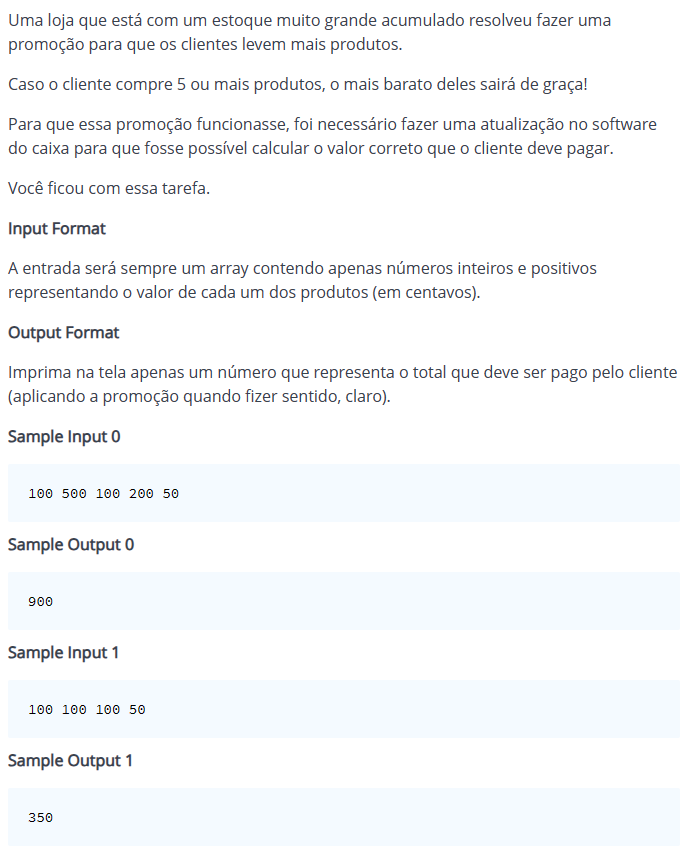 Uma loja que está com um estoque muito grande acumulado resolveu fazer uma
promoção para que os clientes levem mais produtos.
Caso o cliente compre 5 ou mais produtos, o mais barato deles sairá de graça!
Para que essa promoção funcionasse, foi necessário fazer uma atualização no software
do caixa para que fosse possível calcular o valor correto que o cliente deve pagar.
Você ficou com essa tarefa.
Input Format
A entrada será sempre um array contendo apenas números inteiros e positivos
representando o valor de cada um dos produtos (em centavos).
Output Format
Imprima na tela apenas um número que representa o total que deve ser pago pelo cliente
(aplicando a promoção quando fizer sentido, claro).
Sample Input 0
100 500 100 200 50
Sample Output 0
900
Sample Input 1
100 100 100 50
Sample Output 1
350